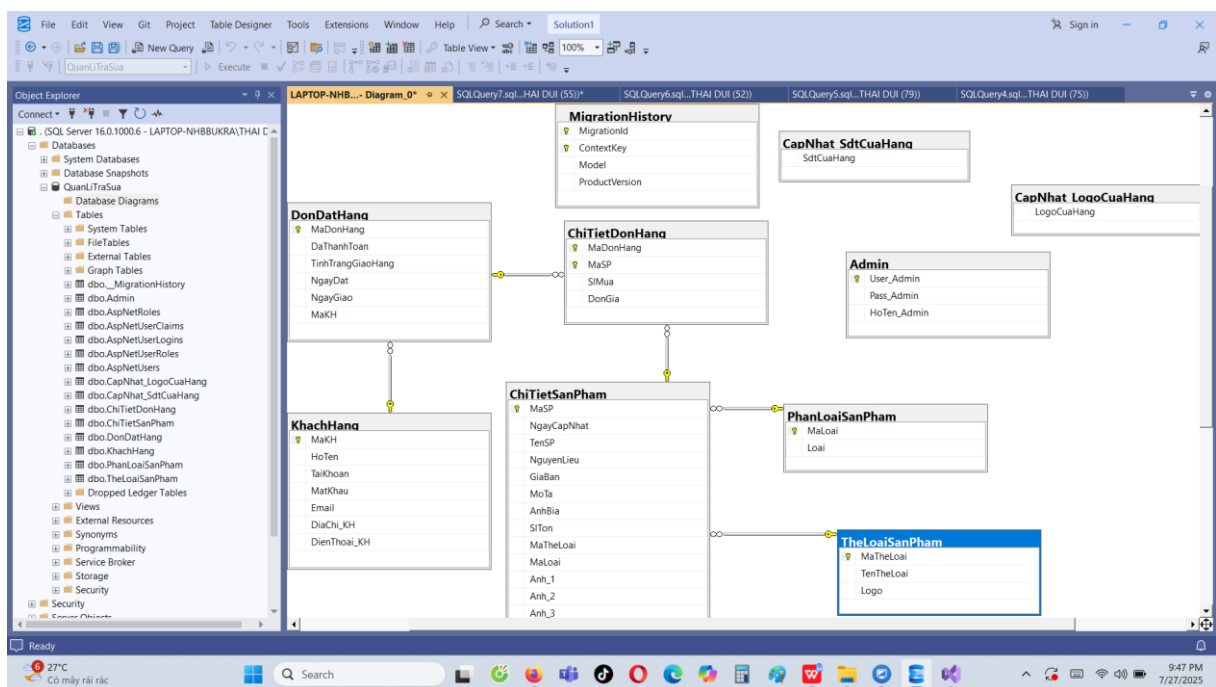 File Edit View Git Project Table Designer Tools Extensions Window Help Search Solution1 Sign in
New Query Table View 100%
QuanLiTraSua Execute
Object Explorer
Connect
. (SQL Server 16.0.1000.6 - LAPTOP-NHBBUKRA\THAI D
Databases
System Databases
Database Snapshots
QuanLiTraSua
Database Diagrams
Tables
System Tables
FileTables
External Tables
Graph Tables
dbo.__MigrationHistory
dbo.Admin
dbo.AspNetRoles
dbo.AspNetUserClaims
dbo.AspNetUserLogins
dbo.AspNetUserRoles
dbo.AspNetUsers
dbo.CapNhat_LogoCuaHang
dbo.CapNhat_SdtCuaHang
dbo.ChiTietDonHang
dbo.ChiTietSanPham
dbo.DonDatHang
dbo.KhachHang
dbo.PhanLoaiSanPham
dbo.TheLoaiSanPham
Dropped Ledger Tables
Views
External Resources
Synonyms
Programmability
Service Broker
Storage
Security
Security
Server Objects
LAPTOP-NHB...- Diagram_0* SQLQuery7.sql...HAI DUI (55))* SQLQuery6.sql...THAI DUI (52)) SQLQuery5.sql...THAI DUI (79)) SQLQuery4.sql...THAI DUI (75))
MigrationHistory
MigrationId
ContextKey
Model
ProductVersion
CapNhat_SdtCuaHang
SdtCuaHang
CapNhat_LogoCuaHang
LogoCuaHang
DonDatHang
MaDonHang
DaThanhToan
TinhTrangGiaoHang
NgayDat
NgayGiao
MaKH
ChiTietDonHang
MaDonHang
MaSP
SlMua
DonGia
Admin
User_Admin
Pass_Admin
HoTen_Admin
KhachHang
MaKH
HoTen
TaiKhoan
MatKhau
Email
DiaChi_KH
DienThoai_KH
ChiTietSanPham
MaSP
NgayCapNhat
TenSP
NguyenLieu
GiaBan
MoTa
AnhBia
SlTon
MaTheLoai
MaLoai
Anh_1
Anh_2
Anh_3
PhanLoaiSanPham
MaLoai
Loai
TheLoaiSanPham
MaTheLoai
TenTheLoai
Logo
Ready
6
27°C
Có mây rải rác
Search
9:47 PM
7/27/2025